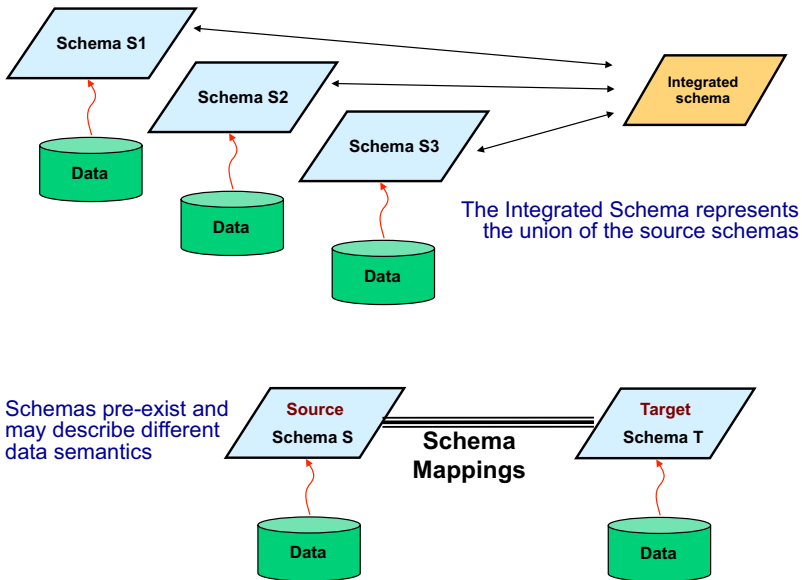 Schema S1
Schema S2
Schema S3
Integrated
schema
Data
Data
Data
The Integrated Schema represents
the union of the source schemas
Schemas pre-exist and
may describe different
data semantics
Source
Schema S
Schema
Mappings
Target
Schema T
Data
Data